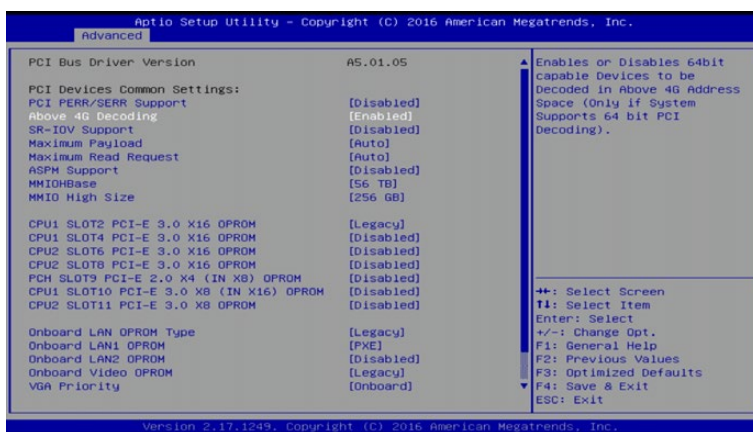 Aptio Setup Utility – Copyright (C) 2016 American Megatrends, Inc.
Advanced
PCI Bus Driver Version A5.01.05
PCI Devices Common Settings:
PCI PERR/SERR Support [Disabled]
Above 4G Decoding [Enabled]
SR-IOV Support [Disabled]
Maximum Payload [Auto]
Maximum Read Request [Auto]
ASPM Support [Disabled]
MMIOHBase [56 TB]
MMIO High Size [256 GB]
CPU1 SLOT2 PCI-E 3.0 X16 OPROM [Legacy]
CPU1 SLOT4 PCI-E 3.0 X16 OPROM [Disabled]
CPU2 SLOT6 PCI-E 3.0 X16 OPROM [Disabled]
CPU2 SLOT8 PCI-E 3.0 X16 OPROM [Disabled]
PCH SLOT9 PCI-E 2.0 X4 (IN X8) OPROM [Disabled]
CPU1 SLOT10 PCI-E 3.0 X8 (IN X16) OPROM [Disabled]
CPU2 SLOT11 PCI-E 3.0 X8 OPROM [Disabled]
Onboard LAN OPROM Type [Legacy]
Onboard LAN1 OPROM [PXE]
Onboard LAN2 OPROM [Disabled]
Onboard Video OPROM [Legacy]
VGA Priority [Onboard]
Enables or Disables 64bit
capable Devices to be
Decoded in Above 4G Address
Space (Only if System
Supports 64 bit PCI
Decoding).
→←: Select Screen
↑↓: Select Item
Enter: Select
+/-: Change Opt.
F1: General Help
F2: Previous Values
F3: Optimized Defaults
F4: Save & Exit
ESC: Exit
Version 2.17.1249. Copyright (C) 2016 American Megatrends, Inc.